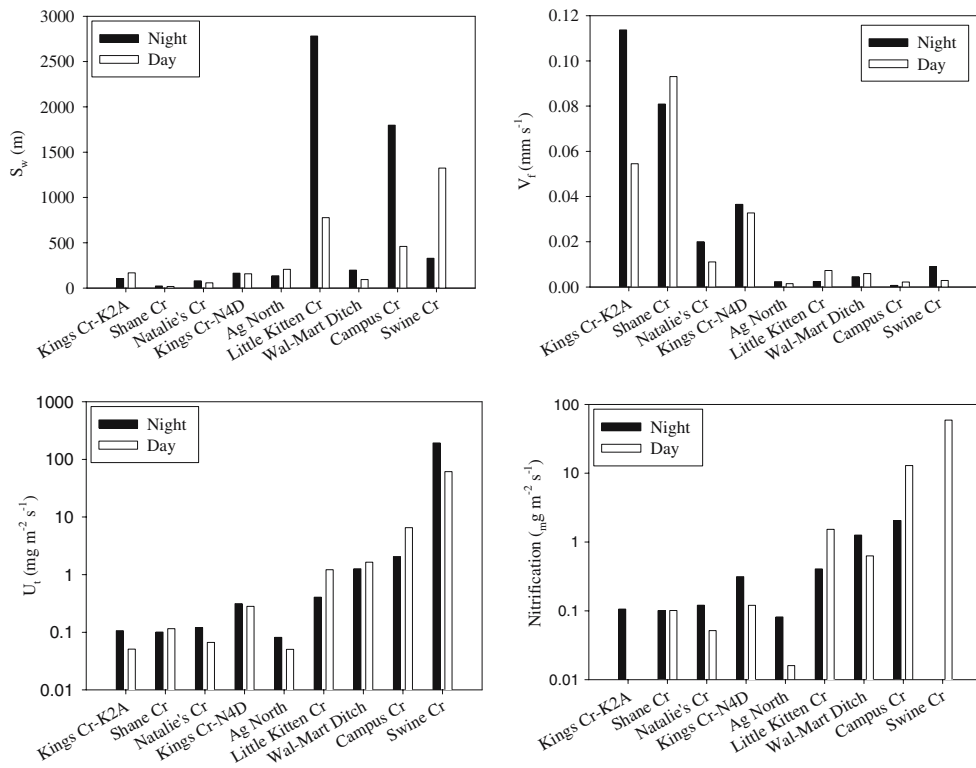 3000
2500
2000
1500
1000
500
0
S_w (m)
Night
Day
Kings Cr-K2A
Shane Cr
Natalie's Cr
Kings Cr-N4D
Ag North
Little Kitten Cr
Wal-Mart Ditch
Campus Cr
Swine Cr
0.12
0.10
0.08
0.06
0.04
0.02
0.00
V_f (mm s⁻¹)
Night
Day
Kings Cr-K2A
Shane Cr
Natalie's Cr
Kings Cr-N4D
Ag North
Little Kitten Cr
Wal-Mart Ditch
Campus Cr
Swine Cr
1000
100
10
1
0.1
0.01
U_t (mg m⁻² s⁻¹)
Night
Day
Kings Cr-K2A
Shane Cr
Natalie's Cr
Kings Cr-N4D
Ag North
Little Kitten Cr
Wal-Mart Ditch
Campus Cr
Swine Cr
100
10
1
0.1
0.01
Nitrification (mg m⁻² s⁻¹)
Night
Day
Kings Cr-K2A
Shane Cr
Natalie's Cr
Kings Cr-N4D
Ag North
Little Kitten Cr
Wal-Mart Ditch
Campus Cr
Swine Cr